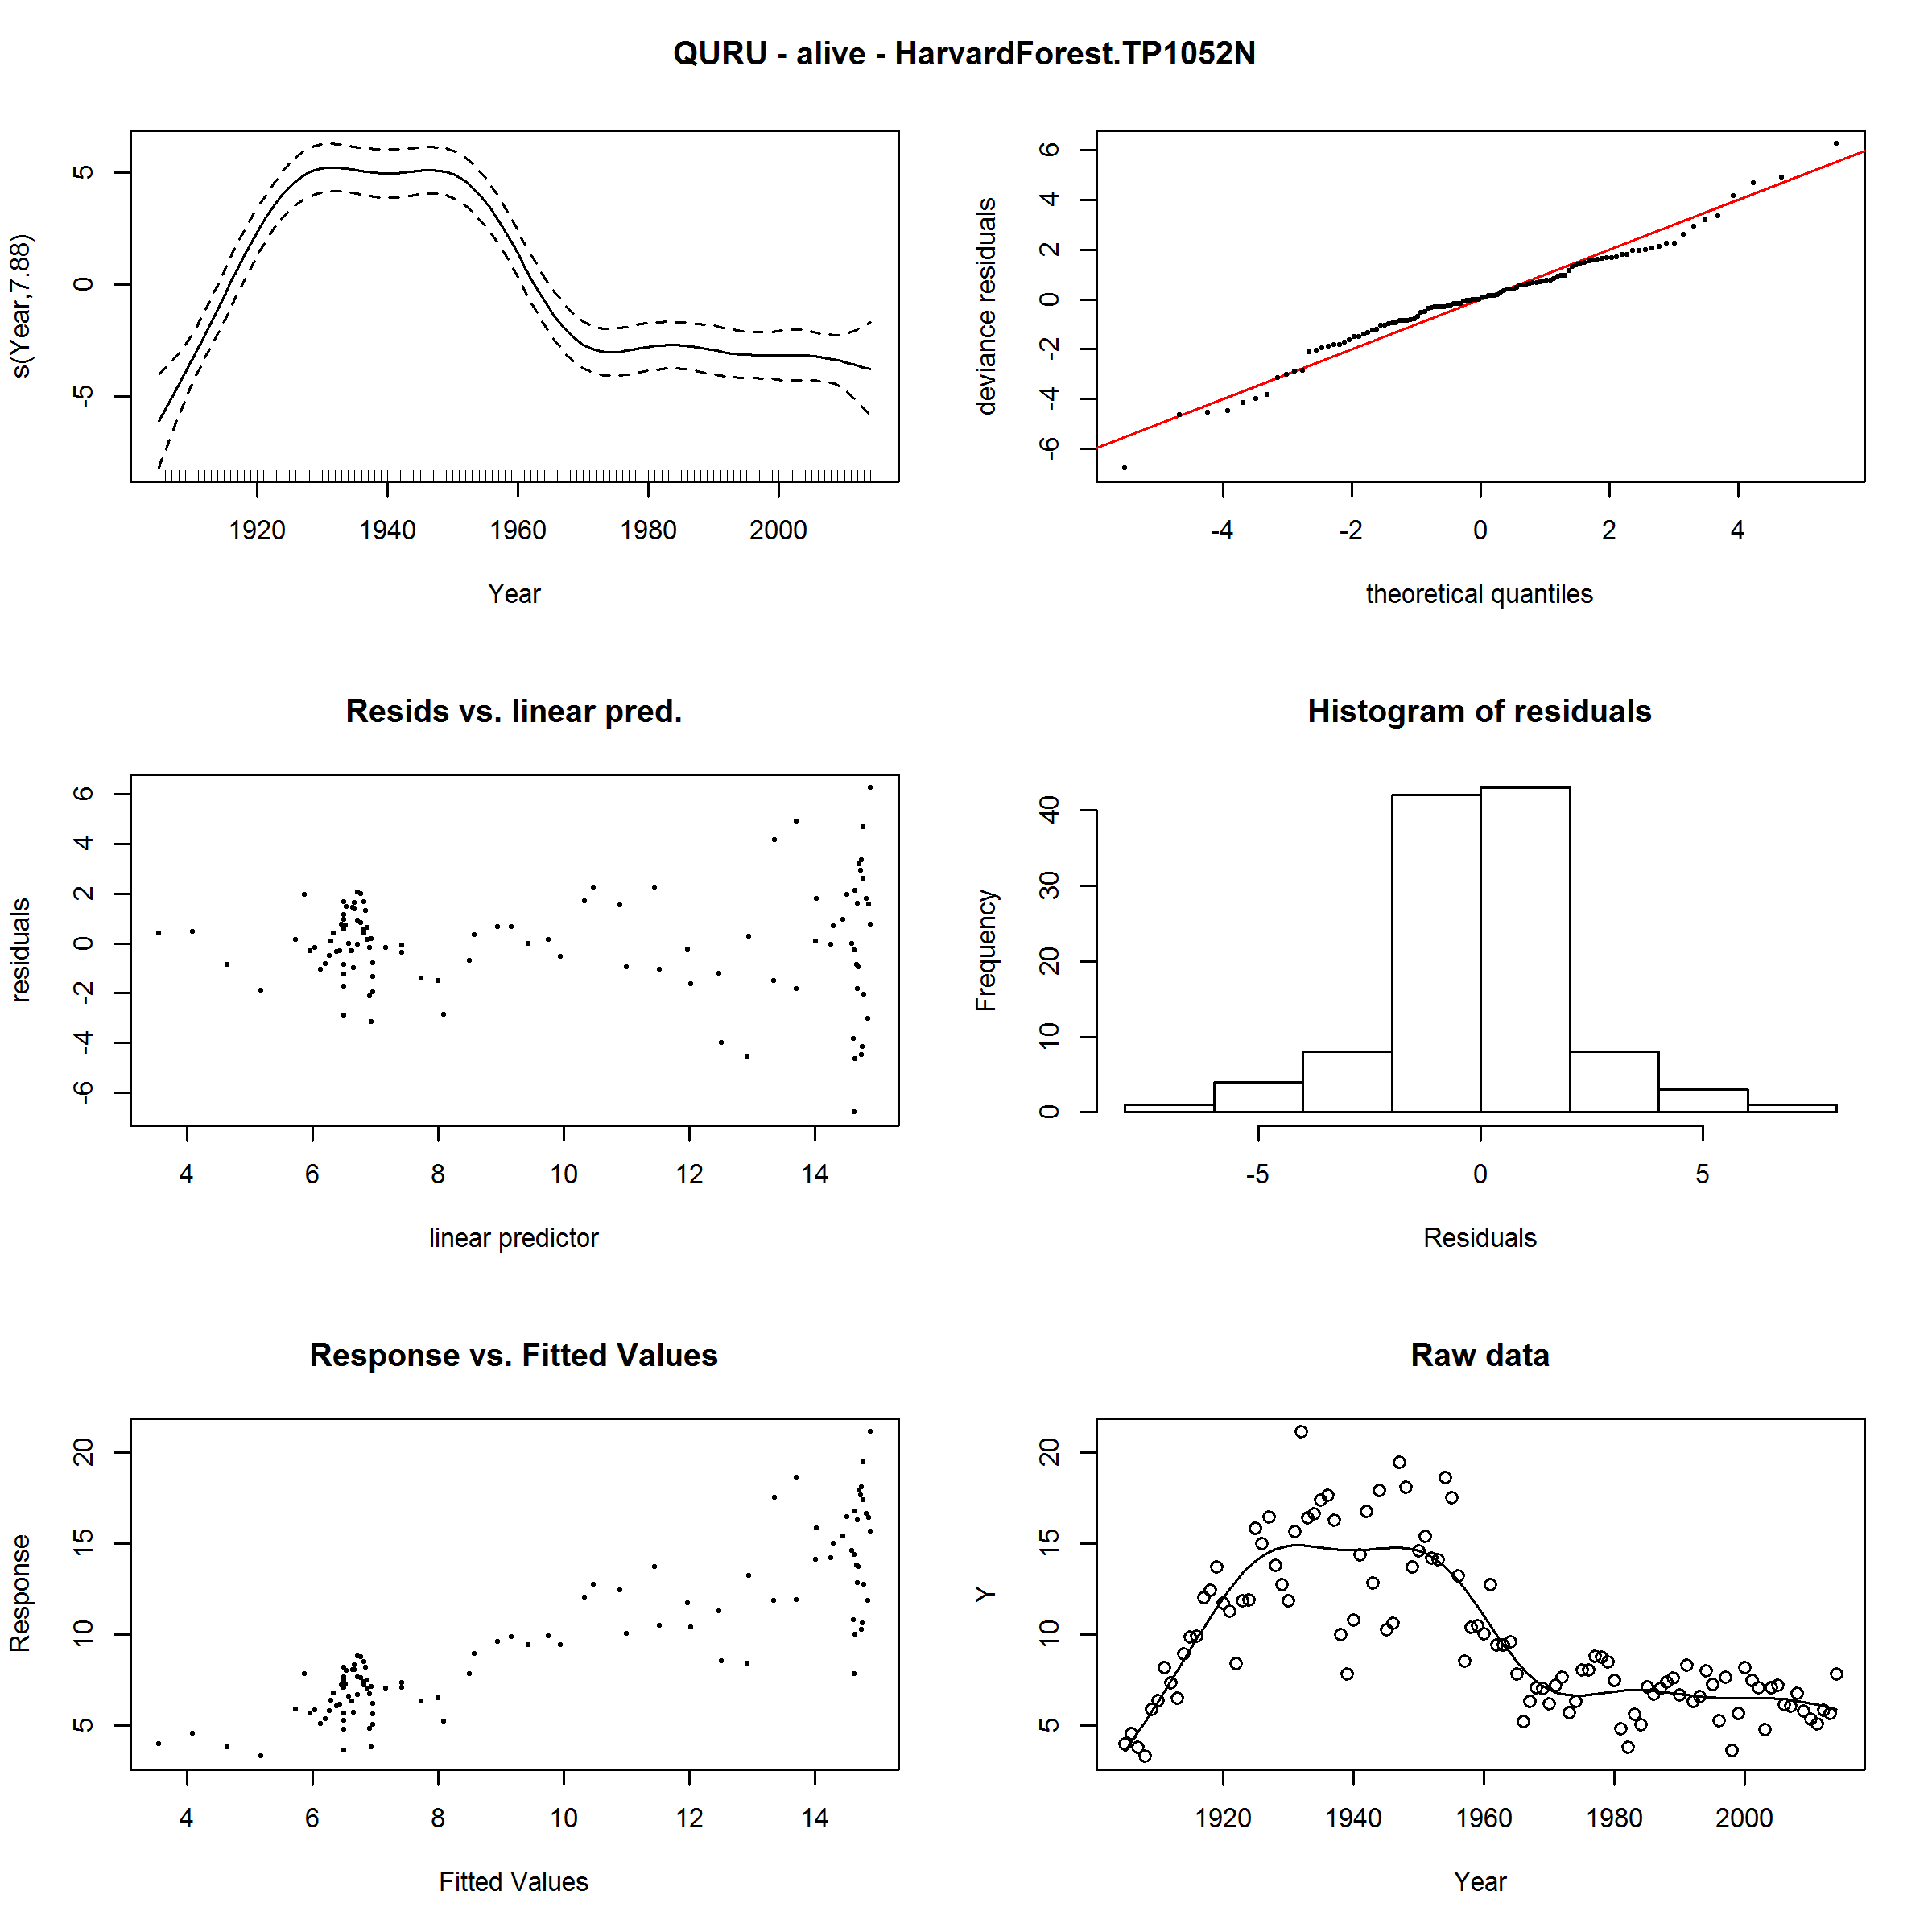 QURU - alive - HarvardForest.TP1052N
s(Year,7.88)
5
0
-5
1920 1940 1960 1980 2000
Year
deviance residuals
6
4
2
0
-2
-4
-6
-4 -2 0 2 4
theoretical quantiles
Resids vs. linear pred.
residuals
6
4
2
0
-2
-4
-6
4 6 8 10 12 14
linear predictor
Histogram of residuals
Frequency
40
30
20
10
0
-5 0 5
Residuals
Response vs. Fitted Values
Response
20
15
10
5
4 6 8 10 12 14
Fitted Values
Raw data
Y
20
15
10
5
1920 1940 1960 1980 2000
Year